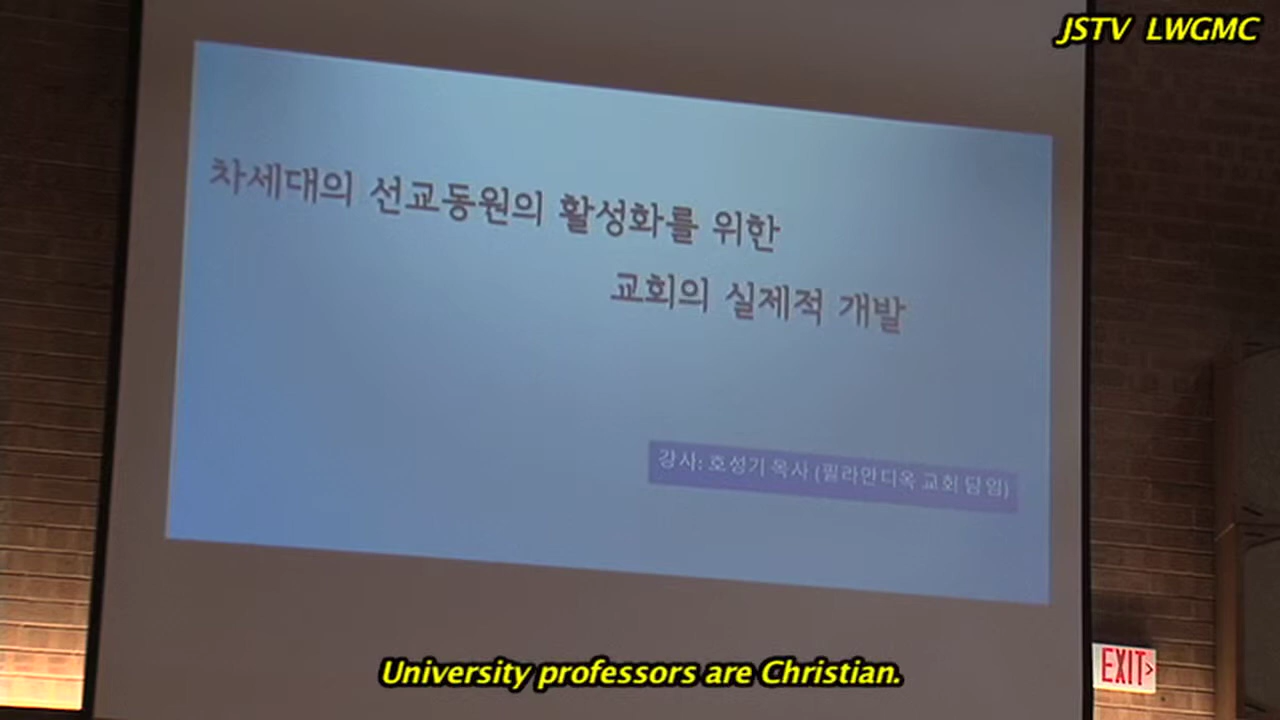 JSTV LWGMC
차세대의 선교동원의 활성화를 위한
교회의 실제적 개발
강사: 호성기 목사 (필라안디옥 교회 담임)
University professors are Christian.
EXIT